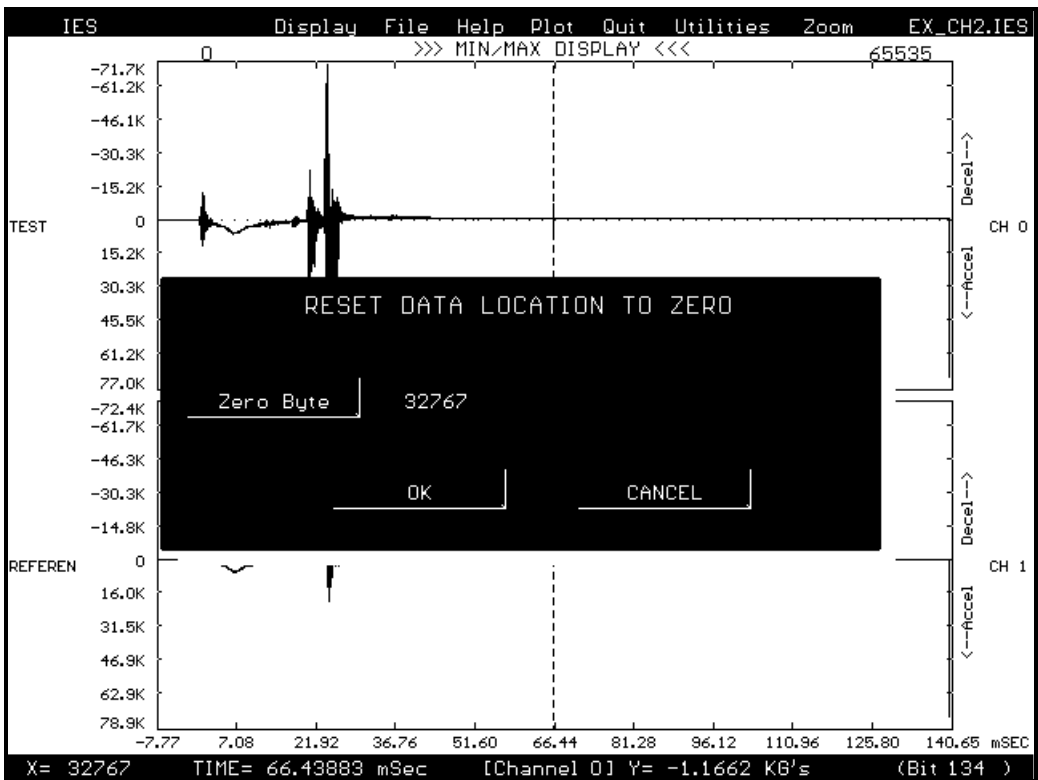 IES Display File Help Plot Quit Utilities Zoom EX_CH2.IES
0 >>> MIN/MAX DISPLAY <<< 65535
-71.7K
-61.2K
-46.1K
-30.3K
-15.2K
TEST 0 CH 0
15.2K
30.3K
45.5K
61.2K
77.0K
Decel-->
<--Accel
RESET DATA LOCATION TO ZERO
Zero Byte 32767
OK CANCEL
-72.4K
-61.7K
-46.3K
-30.3K
-14.8K
REFEREN 0 CH 1
16.0K
31.5K
46.9K
62.9K
78.9K
Decel-->
<--Accel
-7.77 7.08 21.92 36.76 51.60 66.44 81.28 96.12 110.96 125.80 140.65 mSEC
X= 32767 TIME= 66.43883 mSec [Channel 0] Y= -1.1662 KG's (Bit 134 )